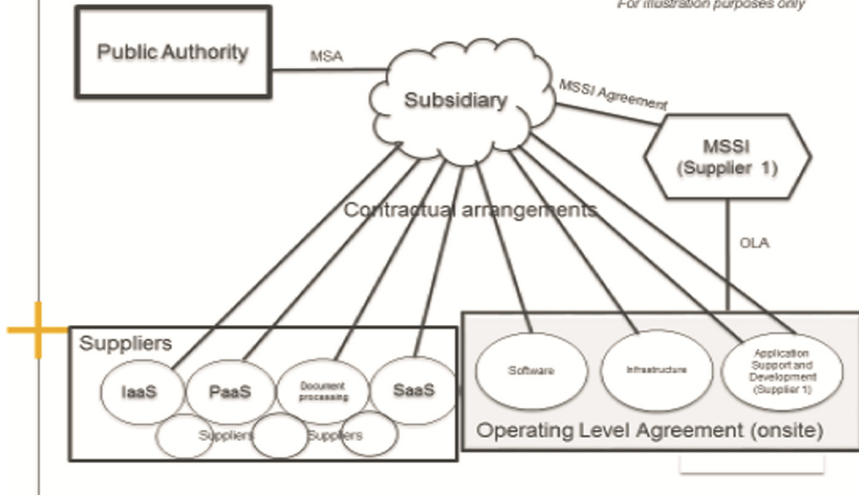 For illustration purposes only
Public Authority
MSA
Subsidiary
MSSI Agreement
MSSI
(Supplier 1)
Contractual arrangements
OLA
Suppliers
IaaS
PaaS
Document
processing
SaaS
Suppliers
Suppliers
Software
Infrastructure
Application
Support and
Development
(Supplier 1)
Operating Level Agreement (onsite)